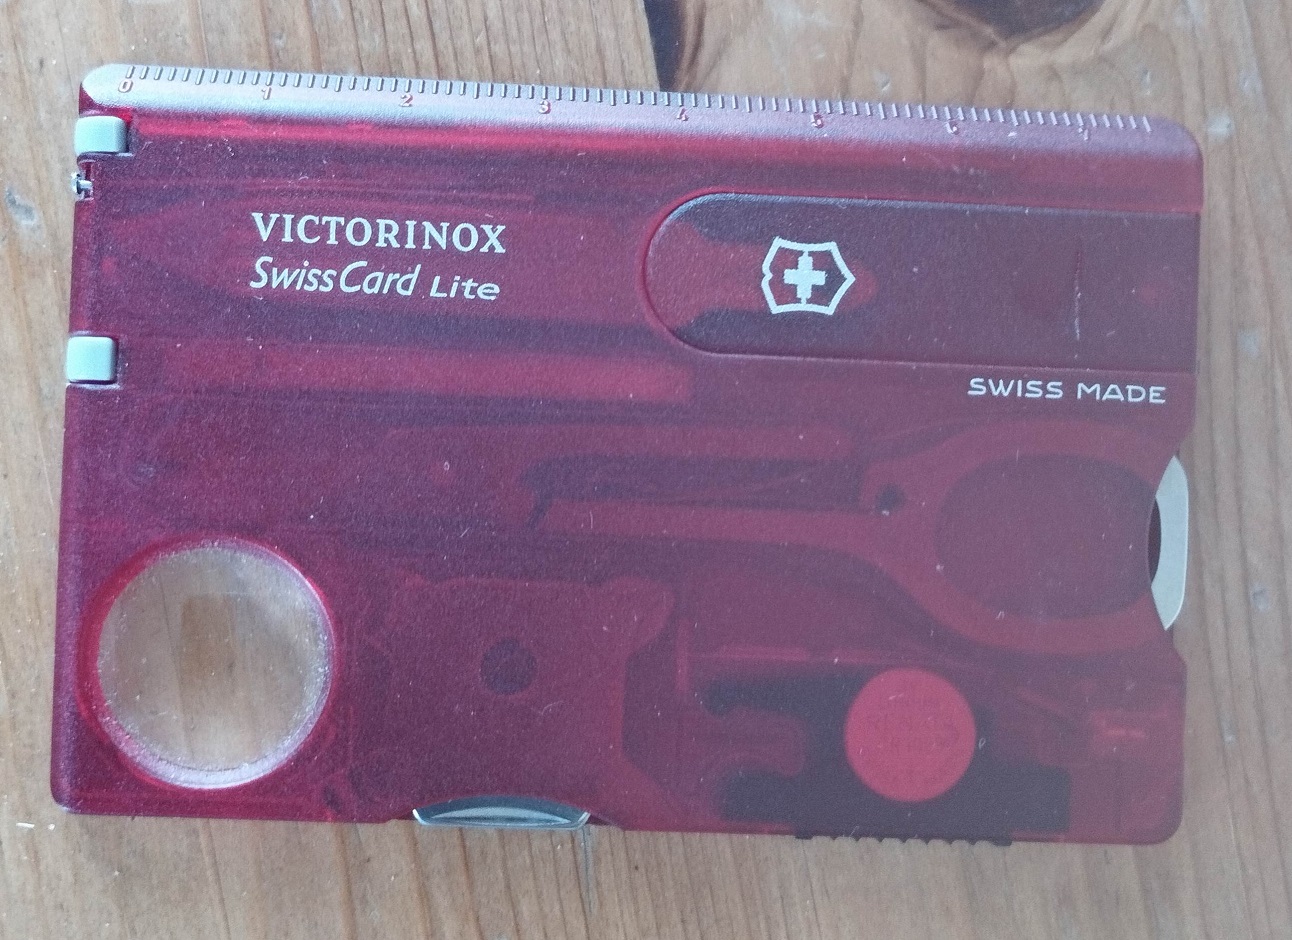 0 1 2 3 4 5 6 7
VICTORINOX
SwissCard Lite
SWISS MADE